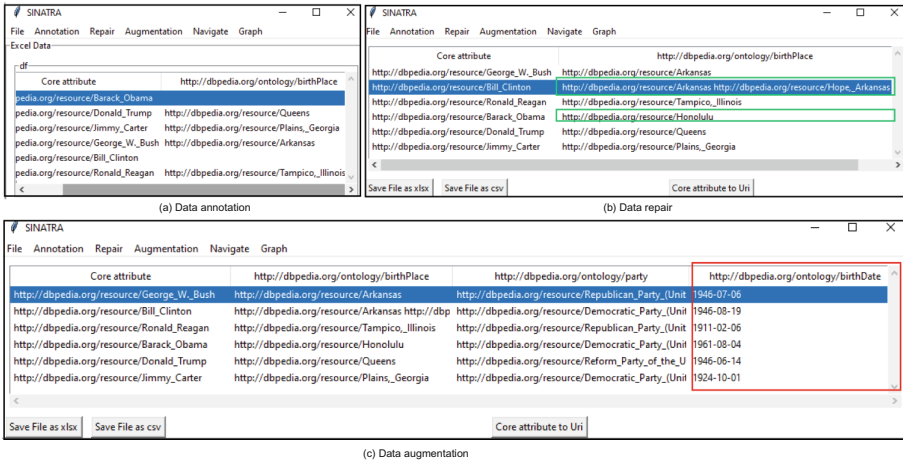 SINATRA
File Annotation Repair Augmentation Navigate Graph
Excel Data
df
Core attribute http://dbpedia.org/ontology/birthPlace
pedia.org/resource/Barack_Obama
pedia.org/resource/Donald_Trump http://dbpedia.org/resource/Queens
pedia.org/resource/Jimmy_Carter http://dbpedia.org/resource/Plains,_Georgia
pedia.org/resource/George_W._Bush http://dbpedia.org/resource/Arkansas
pedia.org/resource/Bill_Clinton
pedia.org/resource/Ronald_Reagan http://dbpedia.org/resource/Tampico,_Illinois
(a) Data annotation
SINATRA
File Annotation Repair Augmentation Navigate Graph
Core attribute http://dbpedia.org/ontology/birthPlace
http://dbpedia.org/resource/George_W._Bush http://dbpedia.org/resource/Arkansas
http://dbpedia.org/resource/Bill_Clinton http://dbpedia.org/resource/Arkansas http://dbpedia.org/resource/Hope,_Arkansas
http://dbpedia.org/resource/Ronald_Reagan http://dbpedia.org/resource/Tampico,_Illinois
http://dbpedia.org/resource/Barack_Obama http://dbpedia.org/resource/Honolulu
http://dbpedia.org/resource/Donald_Trump http://dbpedia.org/resource/Queens
http://dbpedia.org/resource/Jimmy_Carter http://dbpedia.org/resource/Plains,_Georgia
Save File as xlsx Save File as csv Core attribute to Uri
(b) Data repair
SINATRA
File Annotation Repair Augmentation Navigate Graph
Core attribute http://dbpedia.org/ontology/birthPlace http://dbpedia.org/ontology/party http://dbpedia.org/ontology/birthDate
http://dbpedia.org/resource/George_W._Bush http://dbpedia.org/resource/Arkansas http://dbpedia.org/resource/Republican_Party_(Unit 1946-07-06
http://dbpedia.org/resource/Bill_Clinton http://dbpedia.org/resource/Arkansas http://dbp http://dbpedia.org/resource/Democratic_Party_(Unit 1946-08-19
http://dbpedia.org/resource/Ronald_Reagan http://dbpedia.org/resource/Tampico,_Illinois http://dbpedia.org/resource/Republican_Party_(Unit 1911-02-06
http://dbpedia.org/resource/Barack_Obama http://dbpedia.org/resource/Honolulu http://dbpedia.org/resource/Democratic_Party_(Unit 1961-08-04
http://dbpedia.org/resource/Donald_Trump http://dbpedia.org/resource/Queens http://dbpedia.org/resource/Reform_Party_of_the_U 1946-06-14
http://dbpedia.org/resource/Jimmy_Carter http://dbpedia.org/resource/Plains,_Georgia http://dbpedia.org/resource/Democratic_Party_(Unit 1924-10-01
Save File as xlsx Save File as csv Core attribute to Uri
(c) Data augmentation